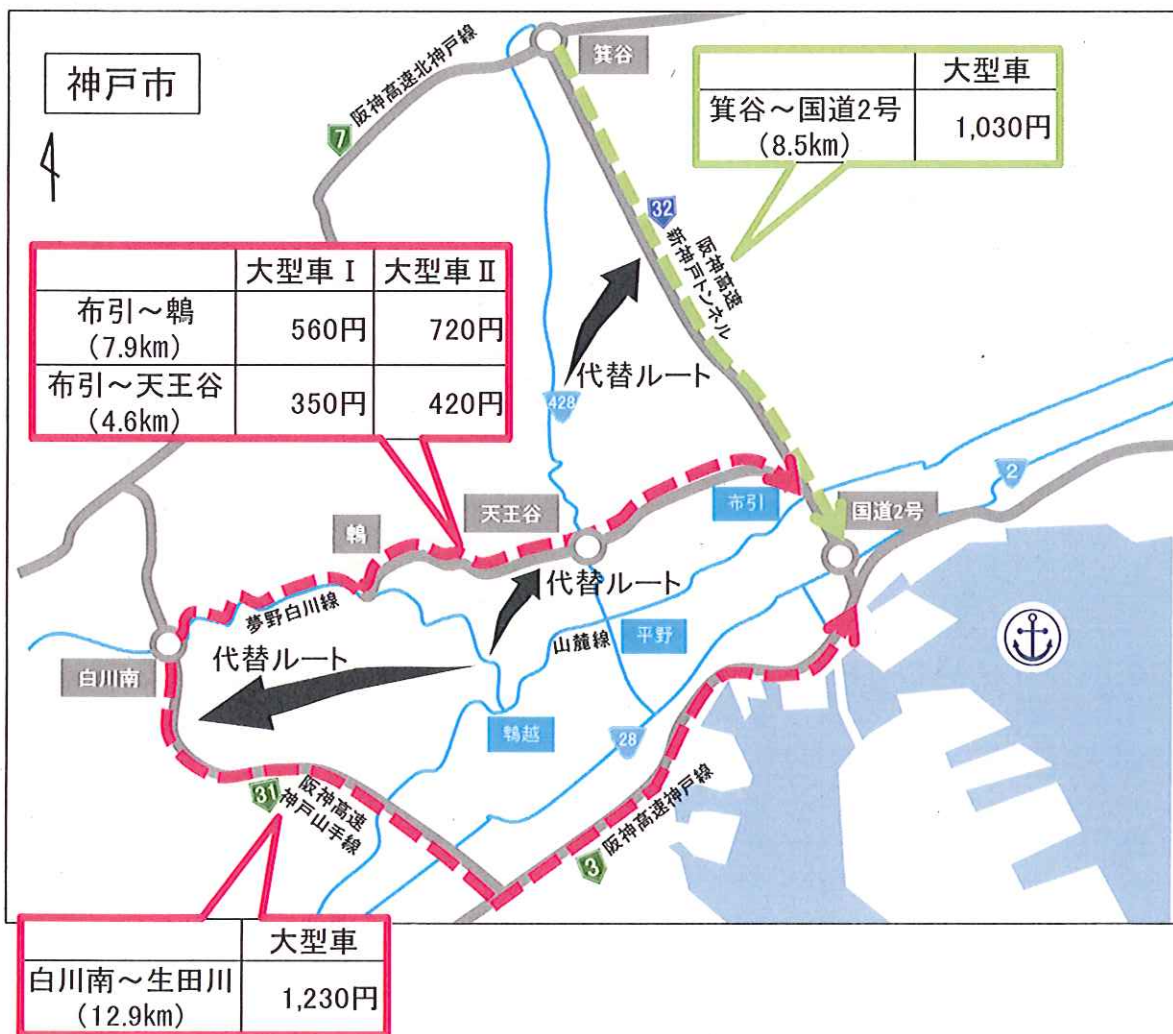 神戸市
阪神高速北神戸線
7
箕谷
大型車
箕谷～国道2号
(8.5km)
1,030円
32
阪神高速
新神戸トンネル
大型車Ⅰ
大型車Ⅱ
布引～鵯
(7.9km)
560円
720円
布引～天王谷
(4.6km)
350円
420円
代替ルート
428
2
布引
国道2号
天王谷
鵯
代替ルート
夢野白川線
山麓線
平野
代替ルート
白川南
鵯越
28
31
阪神高速
神戸山手線
3
阪神高速神戸線
大型車
白川南～生田川
(12.9km)
1,230円